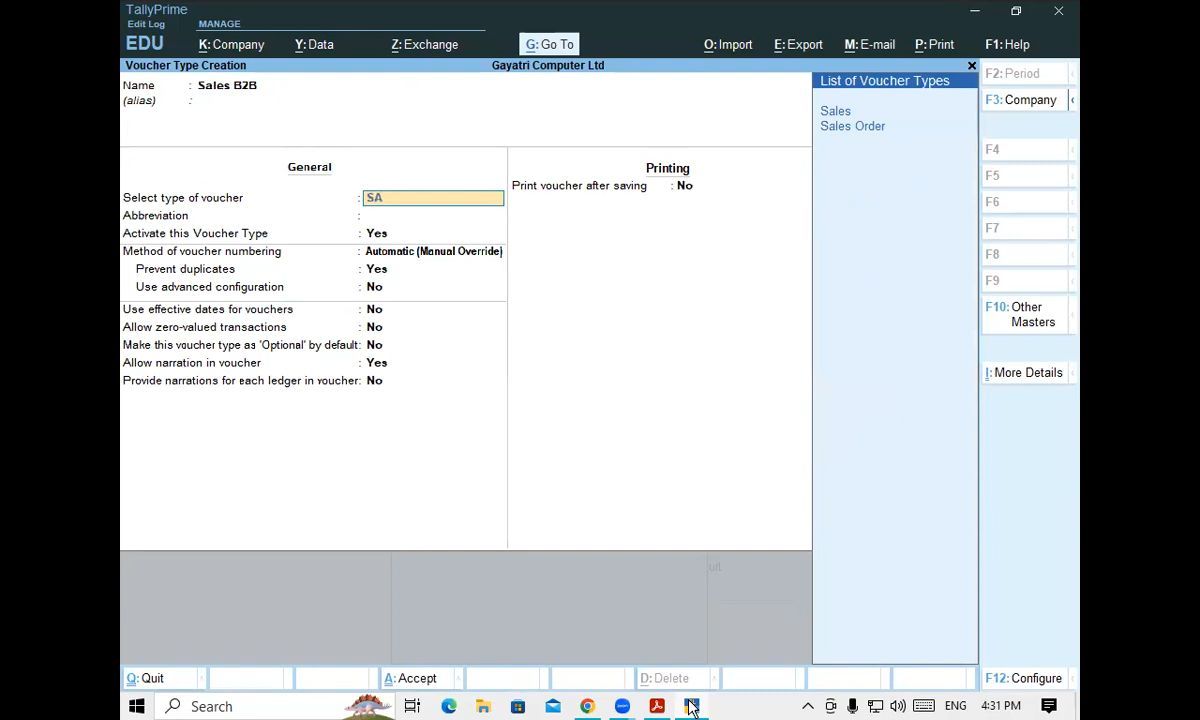 TallyPrime
Edit Log
MANAGE
EDU
K: Company
Y: Data
Z: Exchange
G: Go To
O: Import
E: Export
M: E-mail
P: Print
F1: Help
Voucher Type Creation
Gayatri Computer Ltd
Name : Sales B2B
(alias) :
General
Printing
Select type of voucher : SA
Print voucher after saving : No
Abbreviation :
Activate this Voucher Type : Yes
Method of voucher numbering : Automatic (Manual Override)
Prevent duplicates : Yes
Use advanced configuration : No
Use effective dates for vouchers : No
Allow zero-valued transactions : No
Make this voucher type as 'Optional' by default: No
Allow narration in voucher : Yes
Provide narrations for each ledger in voucher: No
List of Voucher Types
Sales
Sales Order
F2: Period
F3: Company
F4
F5
F6
F7
F8
F9
F10: Other
Masters
I: More Details
Q: Quit
A: Accept
D: Delete
F12: Configure
Search
ENG
4:31 PM